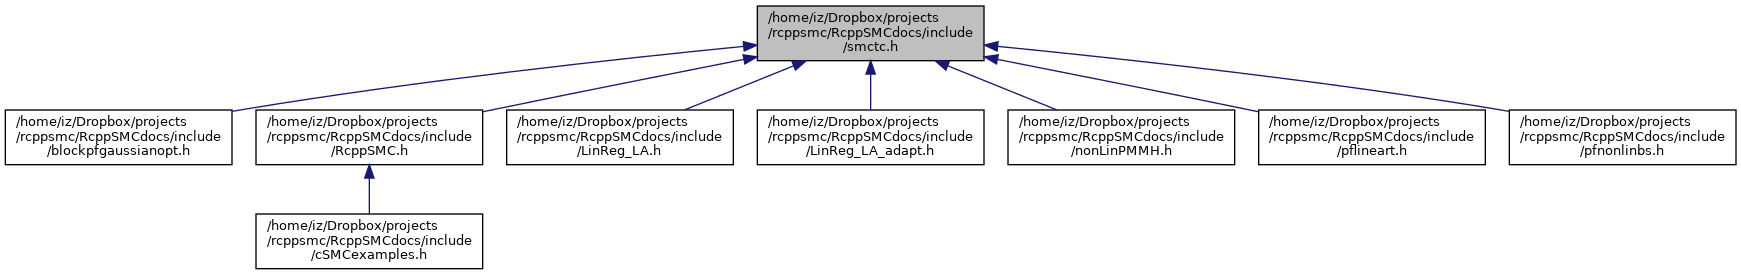 /home/iz/Dropbox/projects
/rcppsmc/RcppSMCdocs/include
/smctc.h
/home/iz/Dropbox/projects
/rcppsmc/RcppSMCdocs/include
/blockpfgaussianopt.h
/home/iz/Dropbox/projects
/rcppsmc/RcppSMCdocs/include
/RcppSMC.h
/home/iz/Dropbox/projects
/rcppsmc/RcppSMCdocs/include
/LinReg_LA.h
/home/iz/Dropbox/projects
/rcppsmc/RcppSMCdocs/include
/LinReg_LA_adapt.h
/home/iz/Dropbox/projects
/rcppsmc/RcppSMCdocs/include
/nonLinPMMH.h
/home/iz/Dropbox/projects
/rcppsmc/RcppSMCdocs/include
/pflineart.h
/home/iz/Dropbox/projects
/rcppsmc/RcppSMCdocs/include
/pfnonlinbs.h
/home/iz/Dropbox/projects
/rcppsmc/RcppSMCdocs/include
/cSMCexamples.h